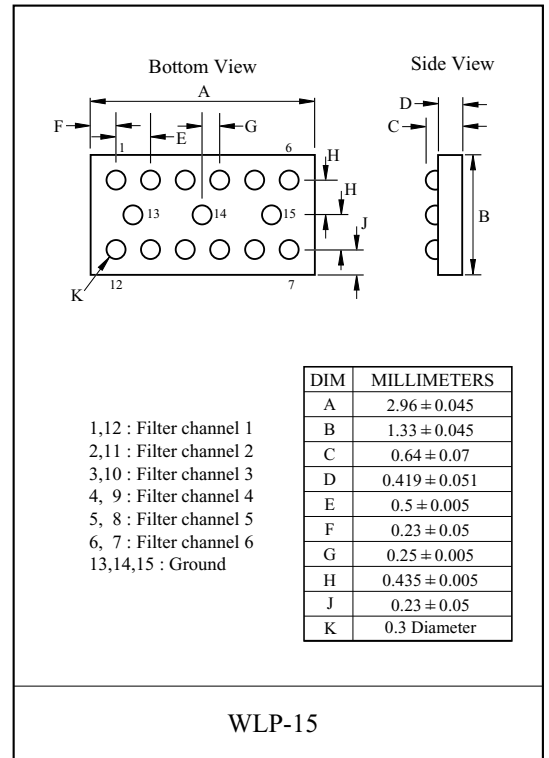 Bottom View
Side View
A
D
F
E
G
C
1
6
H
H
13
14
15
J
B
K
12
7
1,12 : Filter channel 1
2,11 : Filter channel 2
3,10 : Filter channel 3
4, 9 : Filter channel 4
5, 8 : Filter channel 5
6, 7 : Filter channel 6
13,14,15 : Ground
DIM MILLIMETERS
A 2.96 ± 0.045
B 1.33 ± 0.045
C 0.64 ± 0.07
D 0.419 ± 0.051
E 0.5 ± 0.005
F 0.23 ± 0.05
G 0.25 ± 0.005
H 0.435 ± 0.005
J 0.23 ± 0.05
K 0.3 Diameter
WLP-15